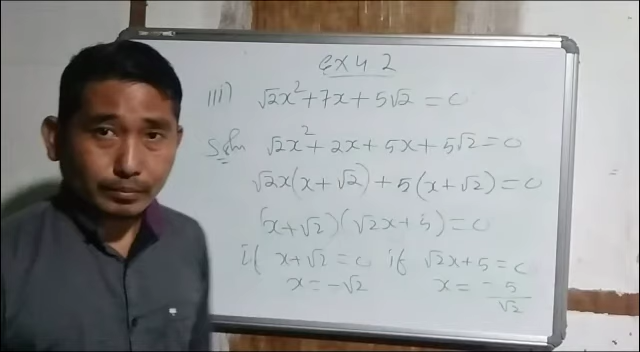 Ex 4.2
iii) √2x²+7x+5√2=0
Soln √2x²+2x+5x+5√2=0
√2x(x+√2)+5(x+√2)=0
(x+√2)(√2x+5)=0
if x+√2=0 if √2x+5=0
x=-√2 x=-5/√2